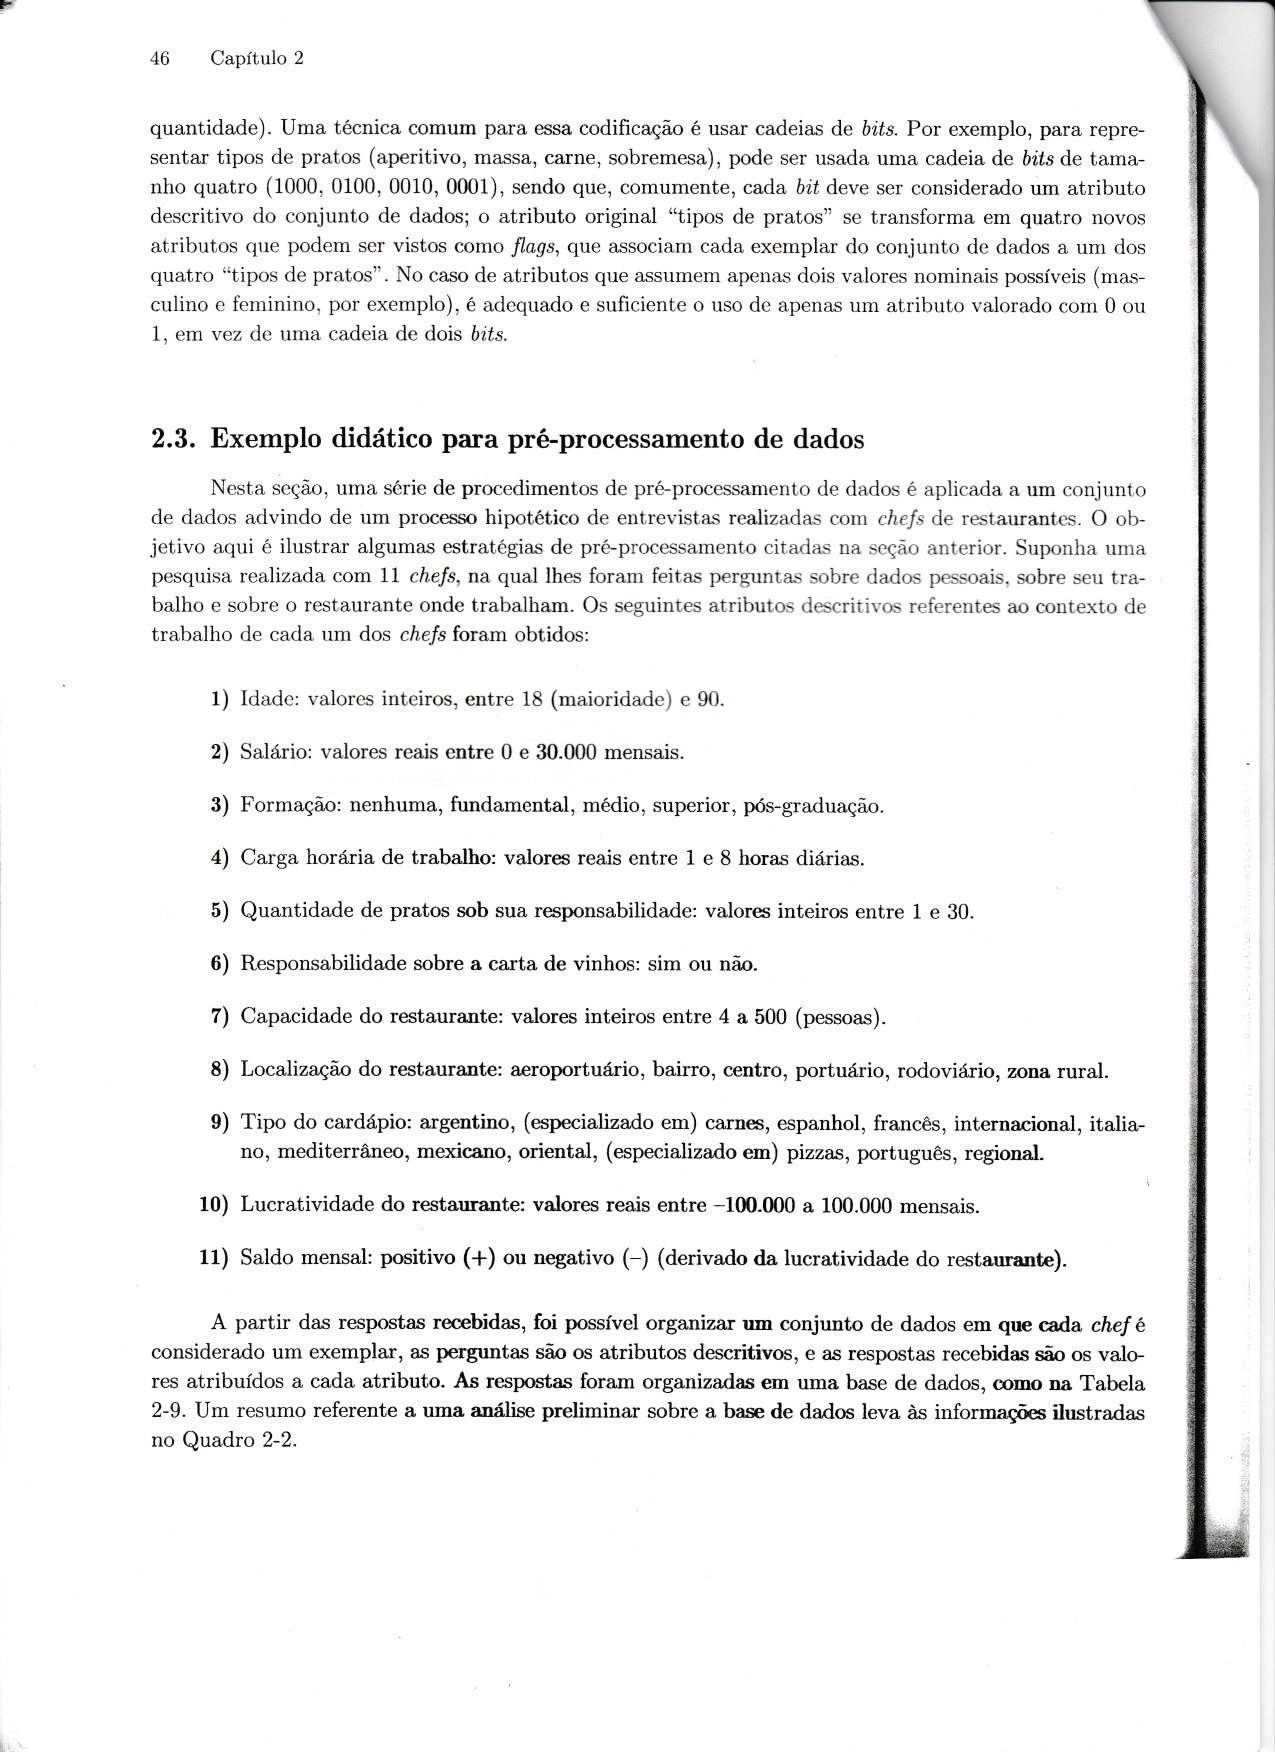 46 Capítulo 2
quantidade). Uma técnica comum para essa codificação é usar cadeias de bits. Por exemplo, para repre-
sentar tipos de pratos (aperitivo, massa, carne, sobremesa), pode ser usada uma cadeia de bits de tama-
nho quatro (1000, 0100, 0010, 0001), sendo que, comumente, cada bit deve ser considerado um atributo
descritivo do conjunto de dados; o atributo original “tipos de pratos” se transforma em quatro novos
atributos que podem ser vistos como flags, que associam cada exemplar do conjunto de dados a um dos
quatro “tipos de pratos”. No caso de atributos que assumem apenas dois valores nominais possíveis (mas-
culino e feminino, por exemplo), é adequado e suficiente o uso de apenas um atributo valorado com 0 ou
1, em vez de uma cadeia de dois bits.
2.3. Exemplo didático para pré-processamento de dados
Nesta seção, uma série de procedimentos de pré-processamento de dados é aplicada a um conjunto
de dados advindo de um processo hipotético de entrevistas realizadas com chefs de restaurantes. O ob-
jetivo aqui é ilustrar algumas estratégias de pré-processamento citadas na seção anterior. Suponha uma
pesquisa realizada com 11 chefs, na qual lhes foram feitas perguntas sobre dados pessoais, sobre seu tra-
balho e sobre o restaurante onde trabalham. Os seguintes atributos descritivos referentes ao contexto de
trabalho de cada um dos chefs foram obtidos:
1) Idade: valores inteiros, entre 18 (maioridade) e 90.
2) Salário: valores reais entre 0 e 30.000 mensais.
3) Formação: nenhuma, fundamental, médio, superior, pós-graduação.
4) Carga horária de trabalho: valores reais entre 1 e 8 horas diárias.
5) Quantidade de pratos sob sua responsabilidade: valores inteiros entre 1 e 30.
6) Responsabilidade sobre a carta de vinhos: sim ou não.
7) Capacidade do restaurante: valores inteiros entre 4 a 500 (pessoas).
8) Localização do restaurante: aeroportuário, bairro, centro, portuário, rodoviário, zona rural.
9) Tipo do cardápio: argentino, (especializado em) carnes, espanhol, francês, internacional, italia-
no, mediterrâneo, mexicano, oriental, (especializado em) pizzas, português, regional.
10) Lucratividade do restaurante: valores reais entre –100.000 a 100.000 mensais.
11) Saldo mensal: positivo (+) ou negativo (–) (derivado da lucratividade do restaurante).
A partir das respostas recebidas, foi possível organizar um conjunto de dados em que cada chef é
considerado um exemplar, as perguntas são os atributos descritivos, e as respostas recebidas são os valo-
res atribuídos a cada atributo. As respostas foram organizadas em uma base de dados, como na Tabela
2-9. Um resumo referente a uma análise preliminar sobre a base de dados leva às informações ilustradas
no Quadro 2-2.